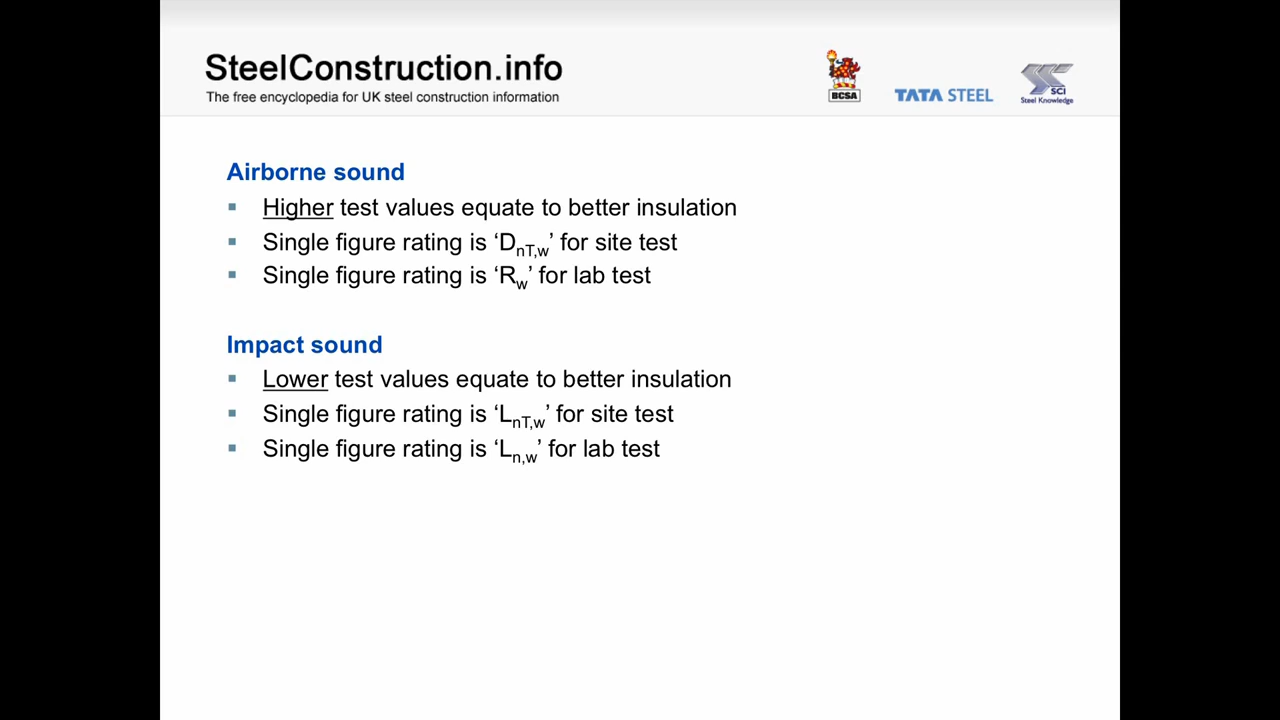 SteelConstruction.info
The free encyclopedia for UK steel construction information
BCSA
TATA STEEL
SCI
Steel Knowledge
Airborne sound
▪ Higher test values equate to better insulation
▪ Single figure rating is ‘DnT,w’ for site test
▪ Single figure rating is ‘Rw’ for lab test
Impact sound
▪ Lower test values equate to better insulation
▪ Single figure rating is ‘LnT,w’ for site test
▪ Single figure rating is ‘Ln,w’ for lab test